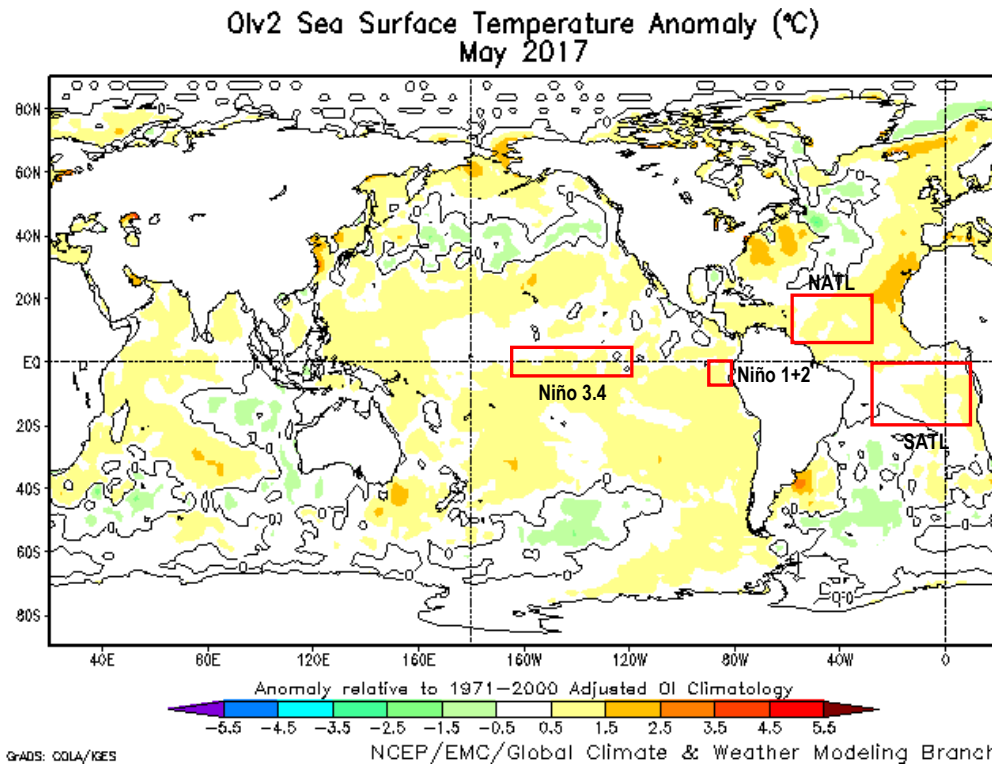 OIv2 Sea Surface Temperature Anomaly (°C)
May 2017
80N
60N
40N
20N
EQ
20S
40S
60S
80S
NATL
Niño 3.4
Niño 1+2
SATL
40E 80E 120E 160E 160W 120W 80W 40W 0
Anomaly relative to 1971-2000 Adjusted OI Climatology
-5.5 -4.5 -3.5 -2.5 -1.5 -0.5 0.5 1.5 2.5 3.5 4.5 5.5
GrADS: COLA/IGES
NCEP/EMC/Global Climate & Weather Modeling Branch